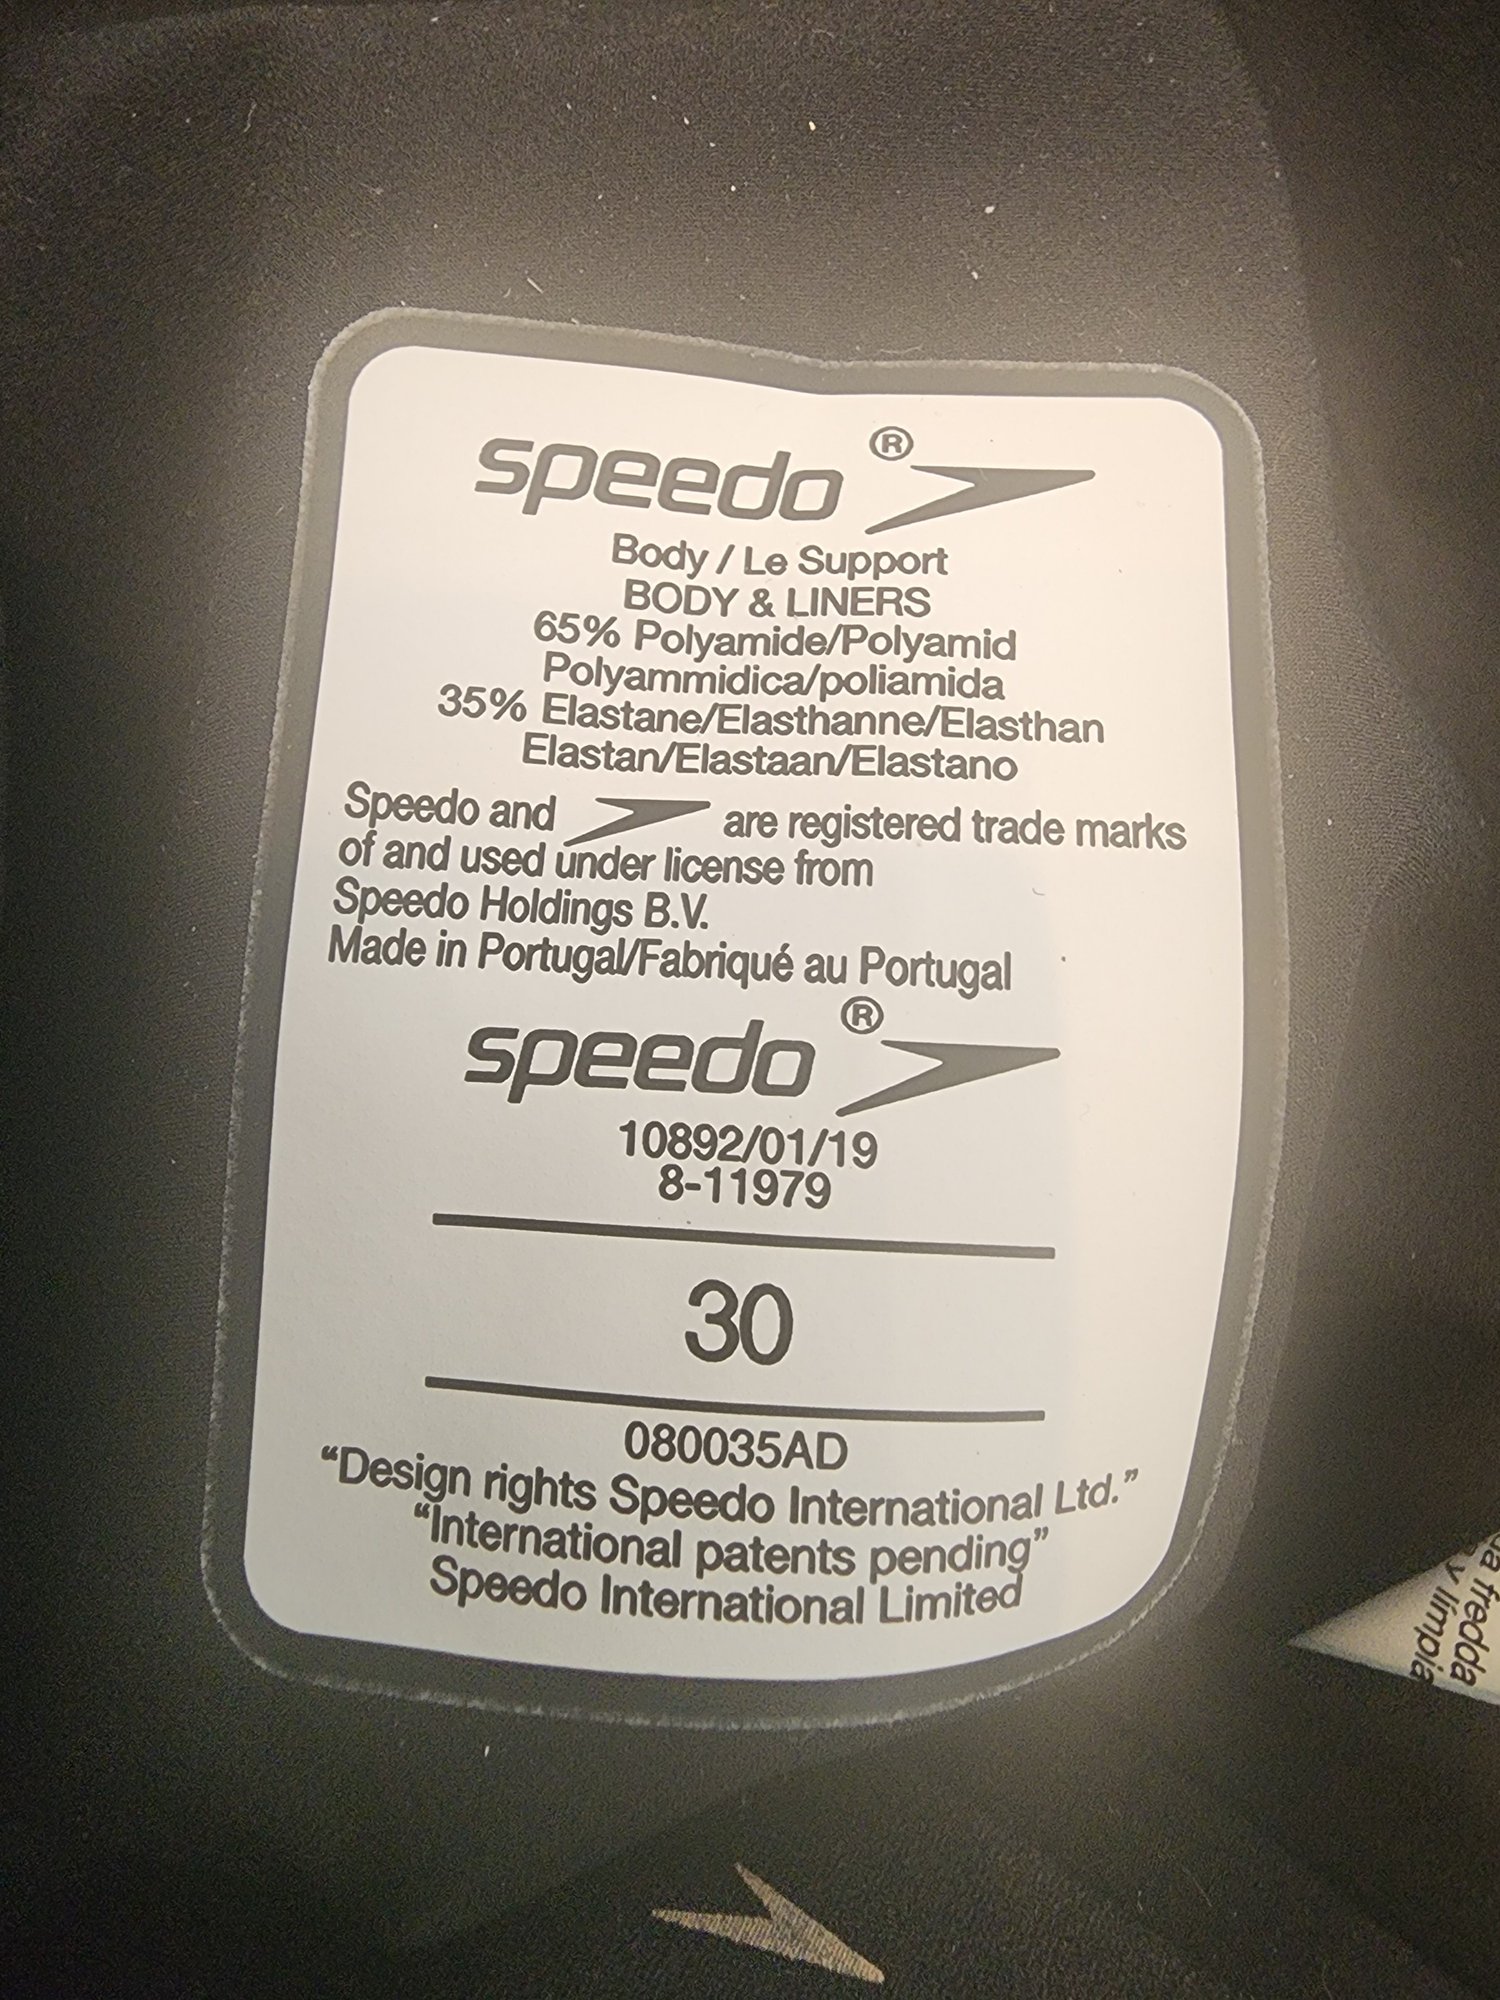 speedo®
Body / Le Support
BODY & LINERS
65% Polyamide/Polyamid
Polyammidica/poliamida
35% Elastane/Elasthanne/Elasthan
Elastan/Elastaan/Elastano
Speedo and are registered trade marks
of and used under license from
Speedo Holdings B.V.
Made in Portugal/Fabriqué au Portugal
speedo®
10892/01/19
8-11979
30
080035AD
“Design rights Speedo International Ltd.”
“International patents pending”
Speedo International Limited
fredda
y límpia